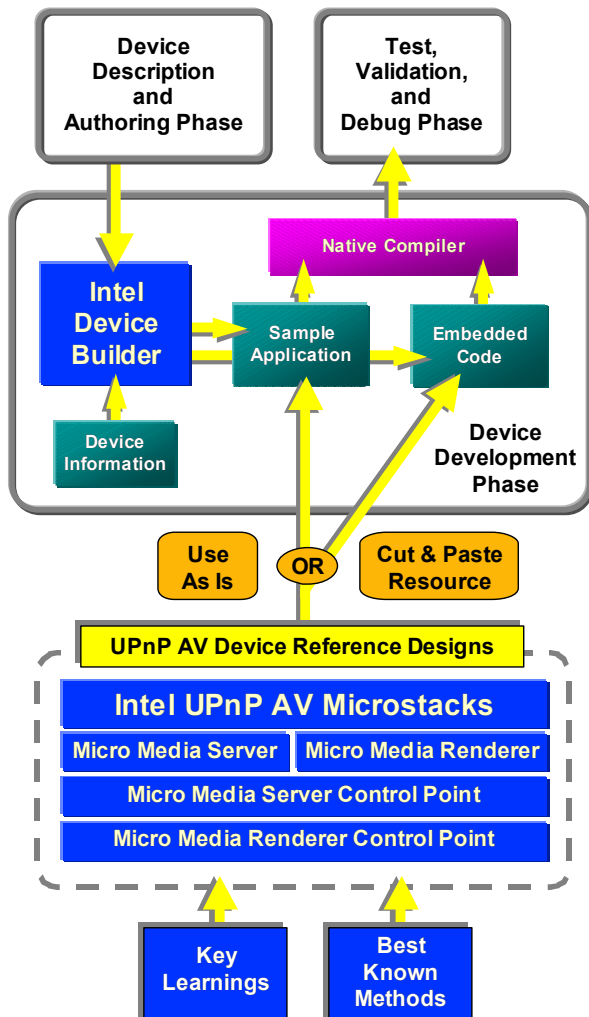 Device
Description
and
Authoring Phase
Test,
Validation,
and
Debug Phase
Native Compiler
Intel
Device
Builder
Sample
Application
Embedded
Code
Device
Information
Device
Development
Phase
Use
As Is
OR
Cut & Paste
Resource
UPnP AV Device Reference Designs
Intel UPnP AV Microstacks
Micro Media Server
Micro Media Renderer
Micro Media Server Control Point
Micro Media Renderer Control Point
Key
Learnings
Best
Known
Methods